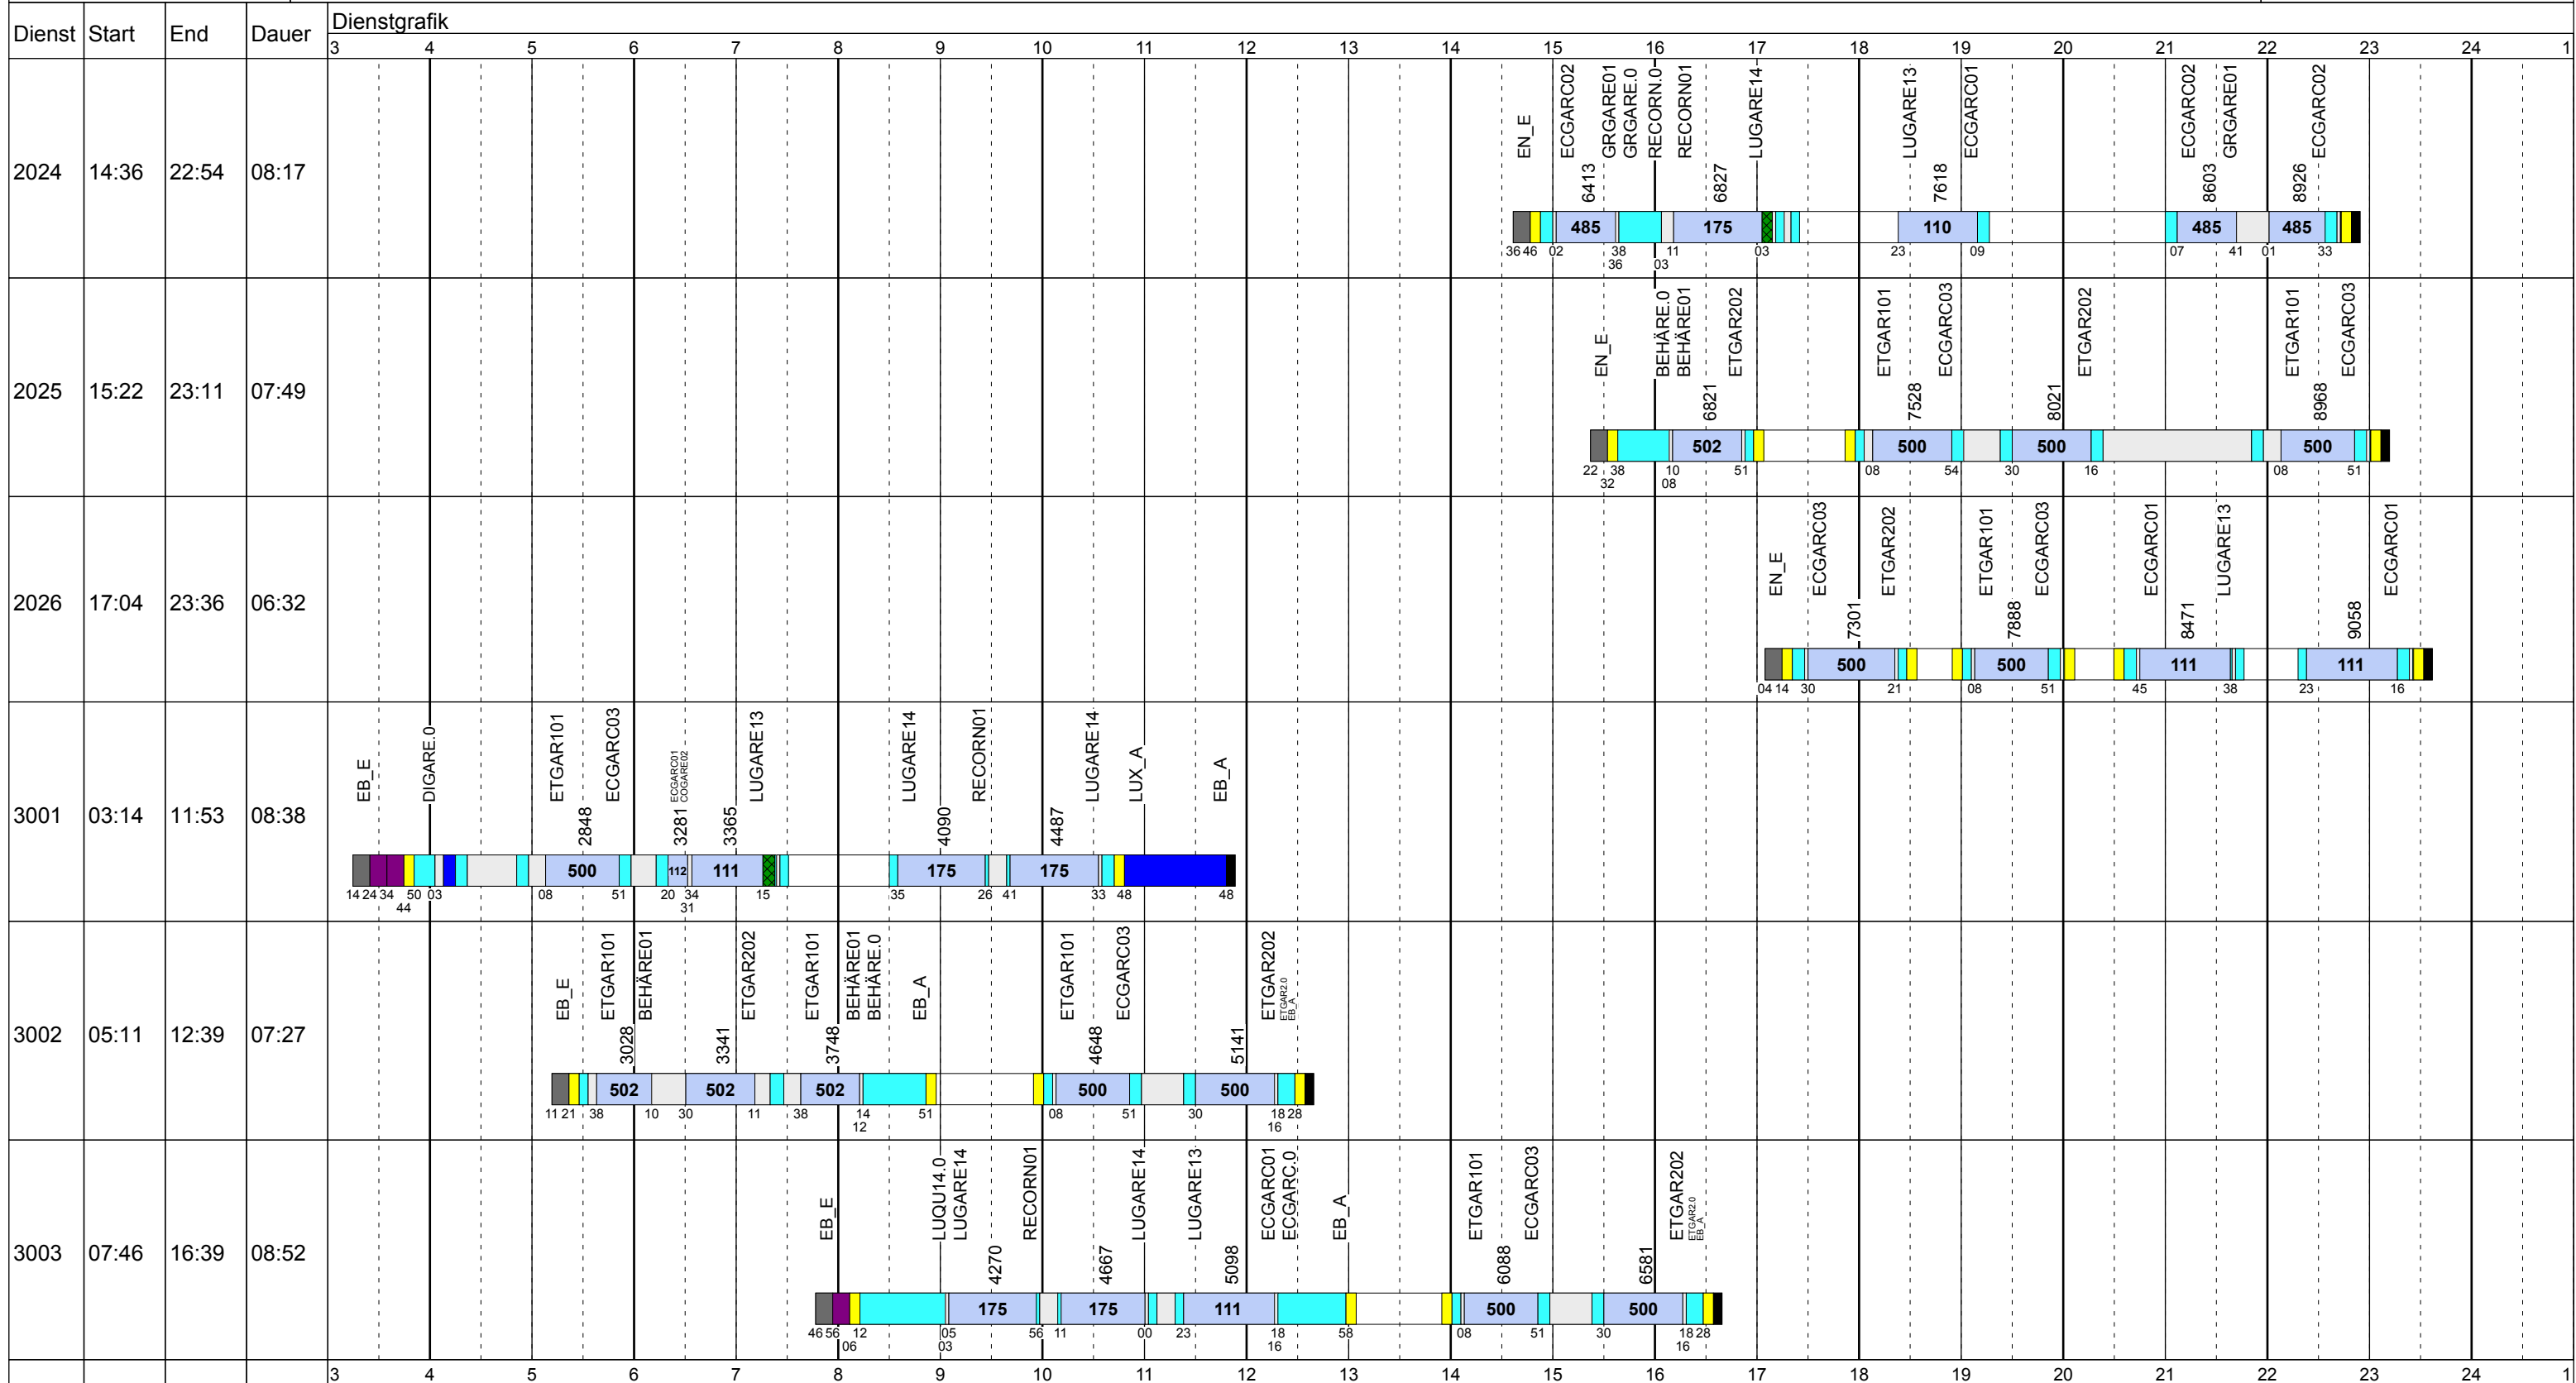 Dienst Start End Dauer Dienstgrafik
3 4 5 6 7 8 9 10 11 12 13 14 15 16 17 18 19 20 21 22 23 24 1
EN_E ECGARC02 GRGARE01 GRGARE.0 RECORN.0 RECORN01 LUGARE14 LUGARE13 ECGARC01 ECGARC02 GRGARE01 ECGARC02
6413 6827 7618 8603 8926
2024 14:36 22:54 08:17
485 175 110 485 485
36 46 02 38 11 03 23 09 07 41 01 33
36 03
EN_E BEHÄRE.0 BEHÄRE01 ETGAR202 ETGAR101 ECGARC03 ETGAR202 ETGAR101 ECGARC03
6821 7528 8021 8968
2025 15:22 23:11 07:49
502 500 500 500
22 38 10 51 08 54 30 16 08 51
32 08
EN_E ECGARC03 ETGAR202 ETGAR101 ECGARC03 ECGARC01 LUGARE13 ECGARC01
7301 7888 8471 9058
2026 17:04 23:36 06:32
500 500 111 111
04 14 30 21 08 51 45 38 23 16
EB_E DIGARE.0 ETGAR101 ECGARC03 ECGARC01 COGARE02 LUGARE13 LUGARE14 RECORN01 LUGARE14 LUX_A EB_A
2848 3281 3365 4090 4487
3001 03:14 11:53 08:38
500 112 111 175 175
14 24 34 50 03 08 51 20 34 15 35 26 41 33 48 48
44 31
EB_E ETGAR101 BEHÄRE01 ETGAR202 ETGAR101 BEHÄRE01 BEHÄRE.0 EB_A ETGAR101 ECGARC03 ETGAR202 ETGAR2.0 EB_A
3028 3341 3748 4648 5141
3002 05:11 12:39 07:27
502 502 502 500 500
11 21 38 10 30 11 38 14 51 08 51 30 18 28
12 16
EB_E LUQU14.0 LUGARE14 RECORN01 LUGARE14 LUGARE13 ECGARC01 ECGARC.0 EB_A ETGAR101 ECGARC03 ETGAR202 ETGAR2.0 EB_A
4270 4667 5098 6088 6581
3003 07:46 16:39 08:52
175 175 111 500 500
46 56 12 05 56 11 00 23 18 58 08 51 30 18 28
06 03 16 16
3 4 5 6 7 8 9 10 11 12 13 14 15 16 17 18 19 20 21 22 23 24 1